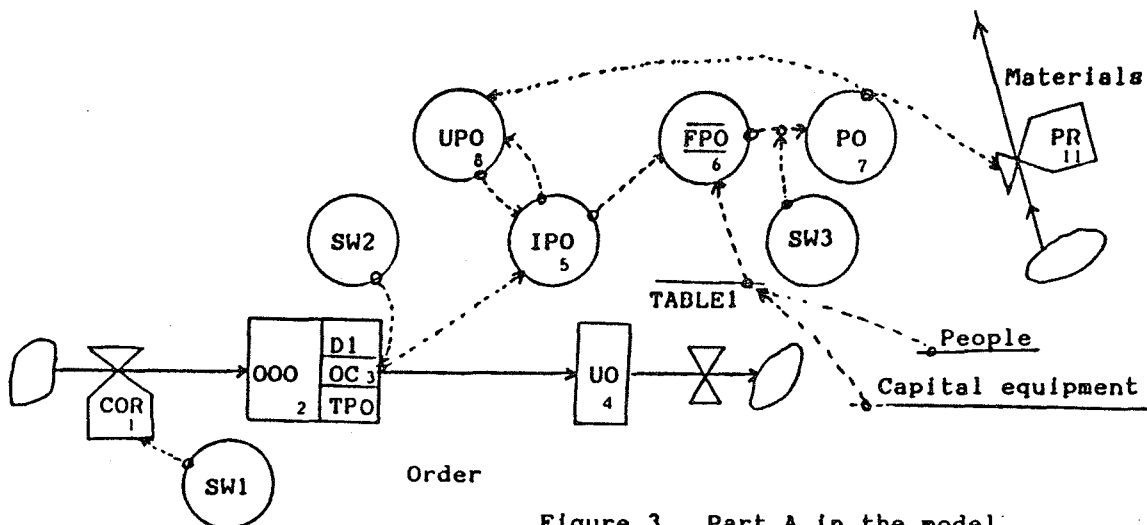 Materials
UPO
8
FPO
6
PO
7
PR
11
SW2
IPO
5
SW3
TABLE1
People
Capital equipment
COR
1
OOO
2
D1
OC 3
TPO
UO
4
SW1
Order
Figure 3 Part A in the model